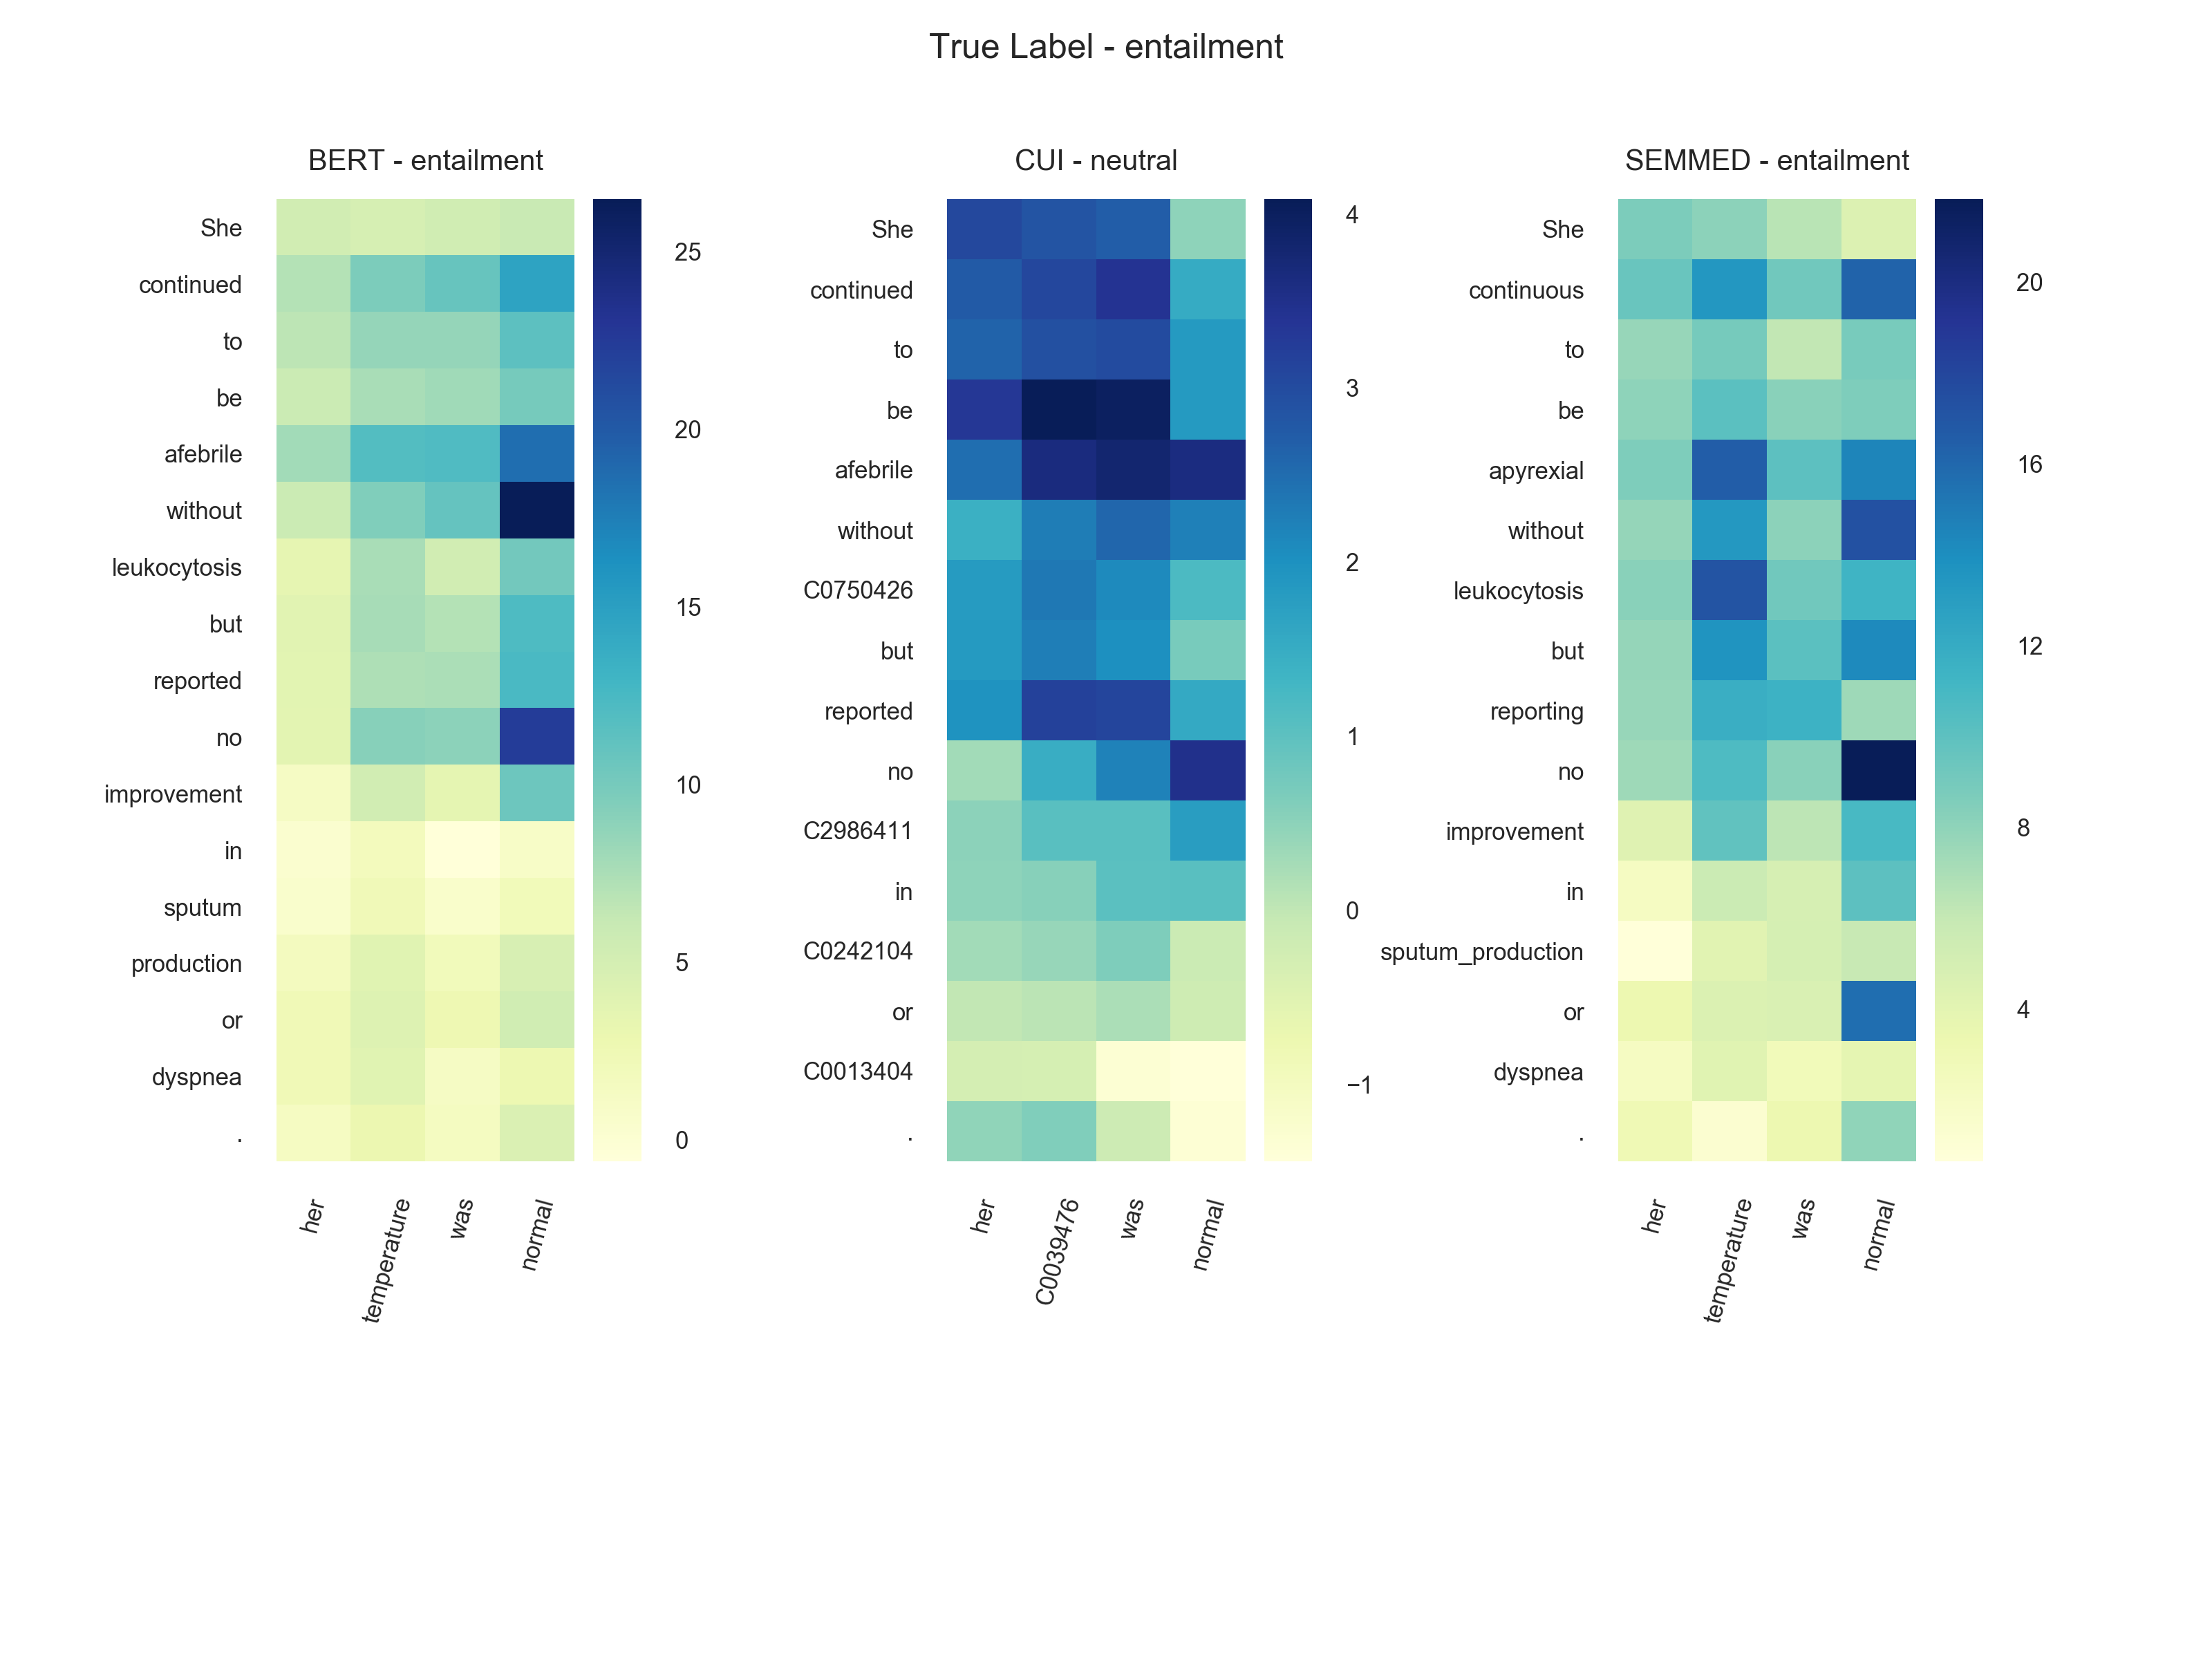 True Label - entailment
BERT - entailment
She
continued
to
be
afebrile
without
leukocytosis
but
reported
no
improvement
in
sputum
production
or
dyspnea
.
her
temperature
was
normal
25
20
15
10
5
0
CUI - neutral
She
continued
to
be
afebrile
without
C0750426
but
reported
no
C2986411
in
C0242104
or
C0013404
.
her
C0039476
was
normal
4
3
2
1
0
−1
SEMMED - entailment
She
continuous
to
be
apyrexial
without
leukocytosis
but
reporting
no
improvement
in
sputum_production
or
dyspnea
.
her
temperature
was
normal
20
16
12
8
4